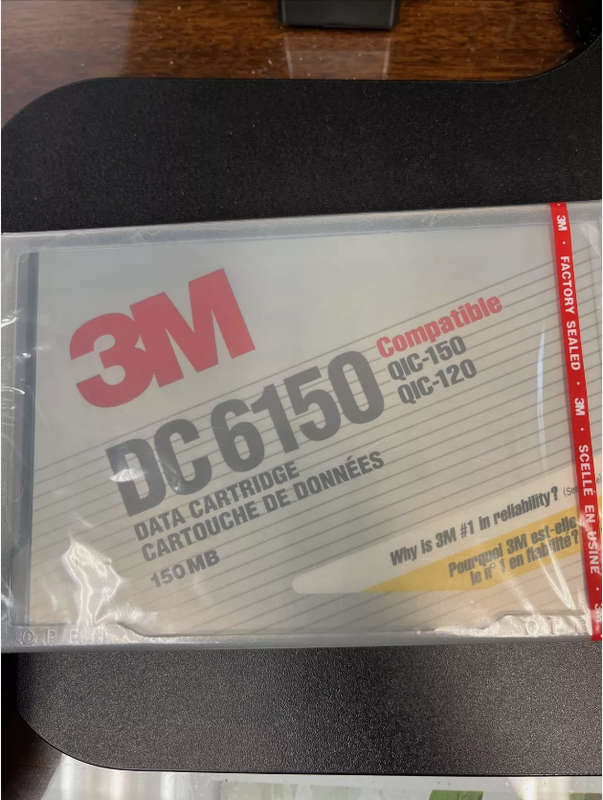 3M
DC 6150
Compatible
QIC-150
QIC-120
DATA CARTRIDGE
CARTOUCHE DE DONNÉES
150 MB
Why is 3M #1 in reliability?
Pourquoi 3M est-elle
le nº 1 en fiabilité?
3M · FACTORY SEALED · 3M · SCELLÉ EN USINE ·
OPEN